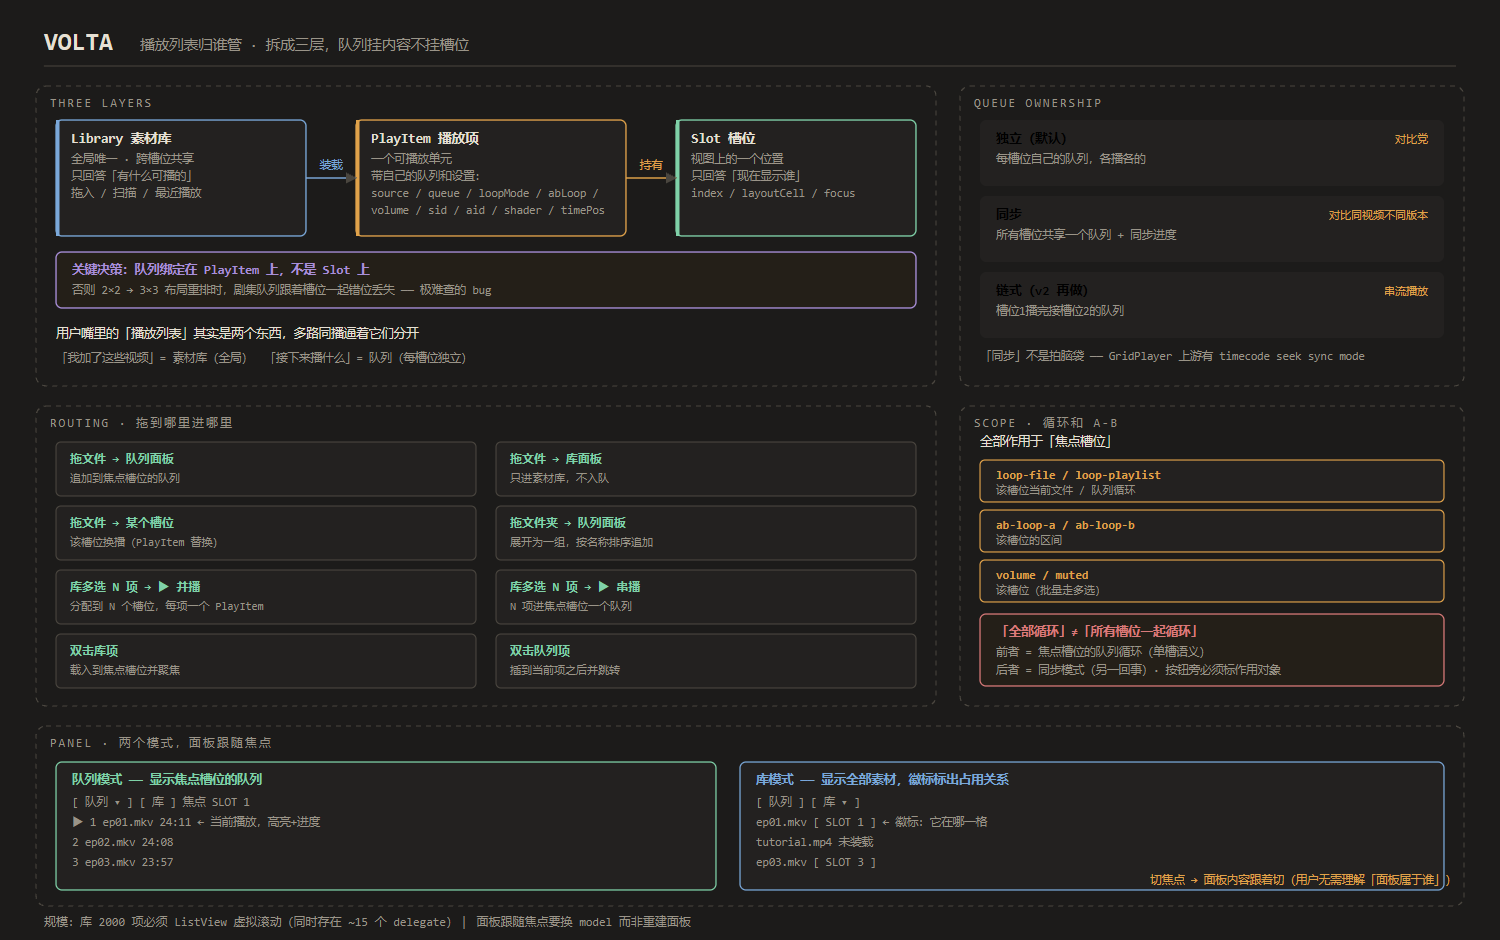 VOLTA 播放列表归谁管 · 拆成三层，队列挂内容不挂槽位
THREE LAYERS
Library 素材库
全局唯一 · 跨槽位共享
只回答「有什么可播的」
拖入 / 扫描 / 最近播放
装载
PlayItem 播放项
一个可播放单元
带自己的队列和设置:
source / queue / loopMode / abLoop /
volume / sid / aid / shader / timePos
持有
Slot 槽位
视图上的一个位置
只回答「现在显示谁」
index / layoutCell / focus
关键决策: 队列绑定在 PlayItem 上，不是 Slot 上
否则 2×2 → 3×3 布局重排时，剧集队列跟着槽位一起错位丢失 —— 极难查的 bug
用户嘴里的「播放列表」其实是两个东西，多路同播逼着它们分开
「我加了这些视频」= 素材库（全局） 「接下来播什么」= 队列（每槽位独立）
QUEUE OWNERSHIP
独立（默认） 对比党
每槽位自己的队列，各播各的
同步 对比同视频不同版本
所有槽位共享一个队列 + 同步进度
链式（v2 再做） 串流播放
槽位1播完接槽位2的队列
「同步」不是拍脑袋 —— GridPlayer 上游有 timecode seek sync mode
ROUTING · 拖到哪里进哪里
拖文件 → 队列面板
追加到焦点槽位的队列
拖文件 → 库面板
只进素材库，不入队
拖文件 → 某个槽位
该槽位换播（PlayItem 替换）
拖文件夹 → 队列面板
展开为一组，按名称排序追加
库多选 N 项 → ▶ 并播
分配到 N 个槽位，每项一个 PlayItem
库多选 N 项 → ▶ 串播
N 项进焦点槽位一个队列
双击库项
载入到焦点槽位并聚焦
双击队列项
插到当前项之后并跳转
SCOPE · 循环和 A-B
全部作用于「焦点槽位」
loop-file / loop-playlist
该槽位当前文件 / 队列循环
ab-loop-a / ab-loop-b
该槽位的区间
volume / muted
该槽位（批量走多选）
「全部循环」≠「所有槽位一起循环」
前者 = 焦点槽位的队列循环（单槽语义）
后者 = 同步模式（另一回事）· 按钮旁必须标作用对象
PANEL · 两个模式，面板跟随焦点
队列模式 —— 显示焦点槽位的队列
[ 队列 ▾ ] [ 库 ] 焦点 SLOT 1
▶ 1 ep01.mkv 24:11 ← 当前播放，高亮+进度
2 ep02.mkv 24:08
3 ep03.mkv 23:57
库模式 —— 显示全部素材，徽标标出占用关系
[ 队列 ] [ 库 ▾ ]
ep01.mkv [ SLOT 1 ] ← 徽标: 它在哪一格
tutorial.mp4 未装载
ep03.mkv [ SLOT 3 ]
切焦点 → 面板内容跟着切（用户无需理解「面板属于谁」）
规模: 库 2000 项必须 ListView 虚拟滚动（同时存在 ~15 个 delegate） | 面板跟随焦点要换 model 而非重建面板